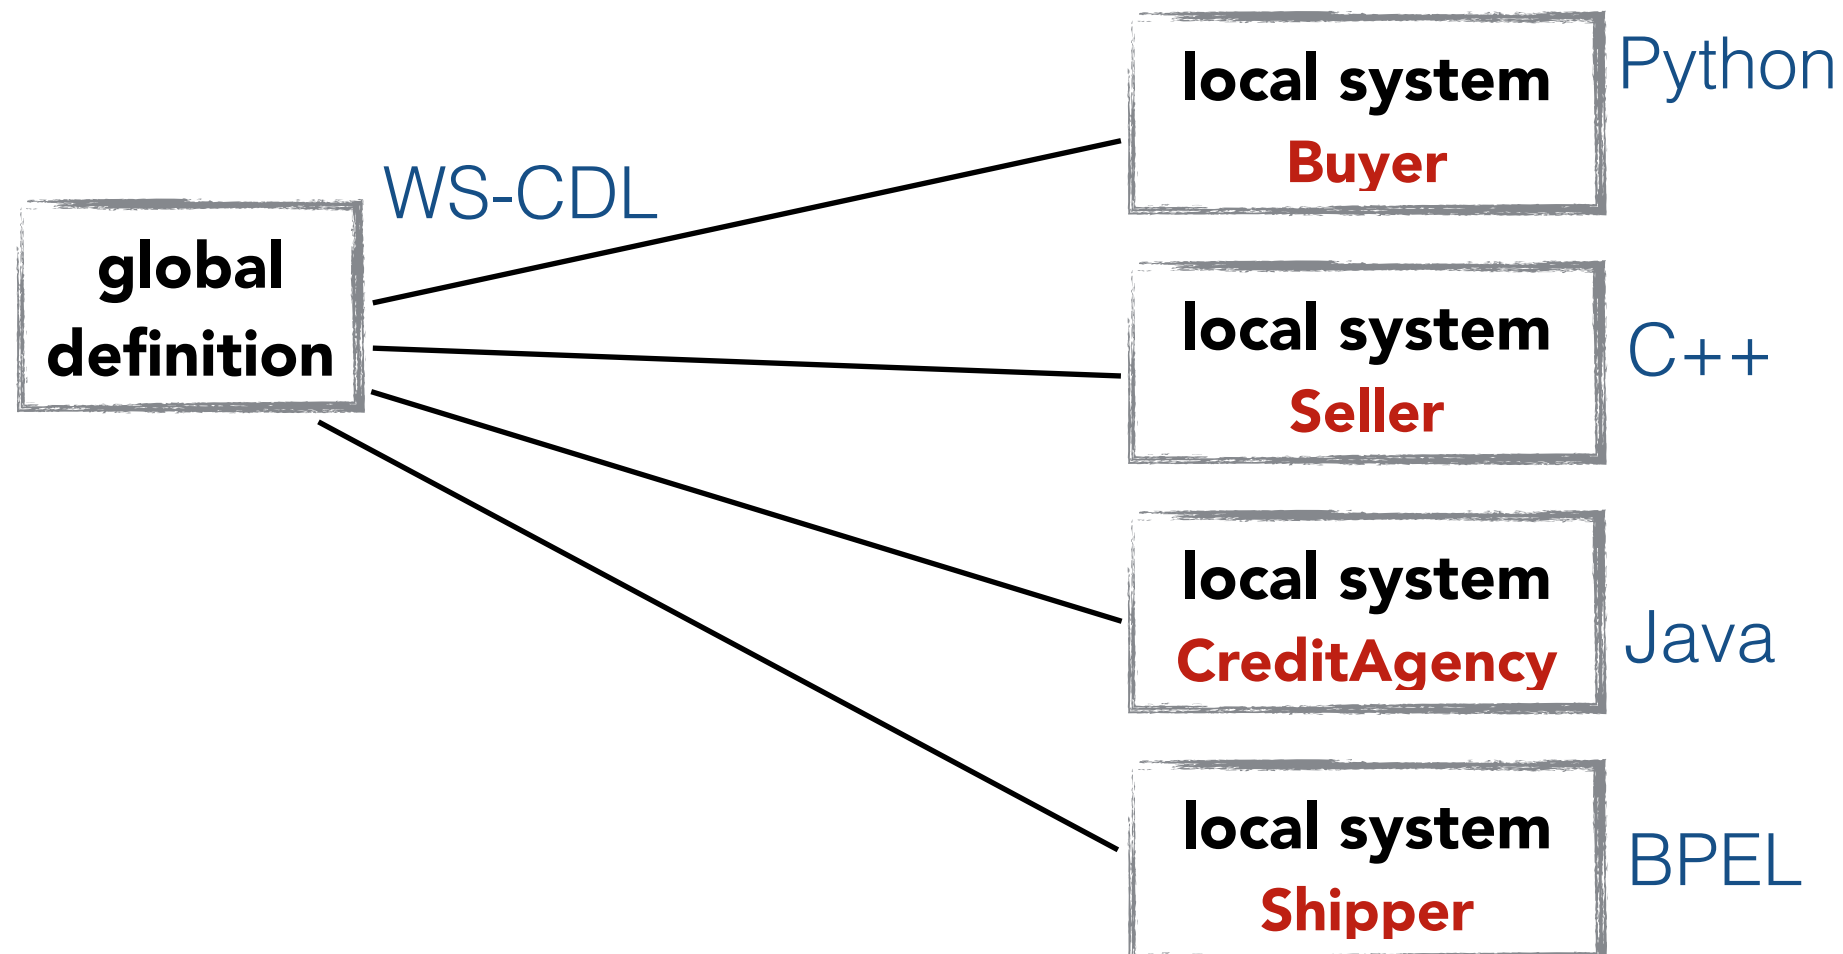 WS-CDL
global
definition
local system
Buyer
Python
local system
Seller
C++
local system
CreditAgency
Java
local system
Shipper
BPEL